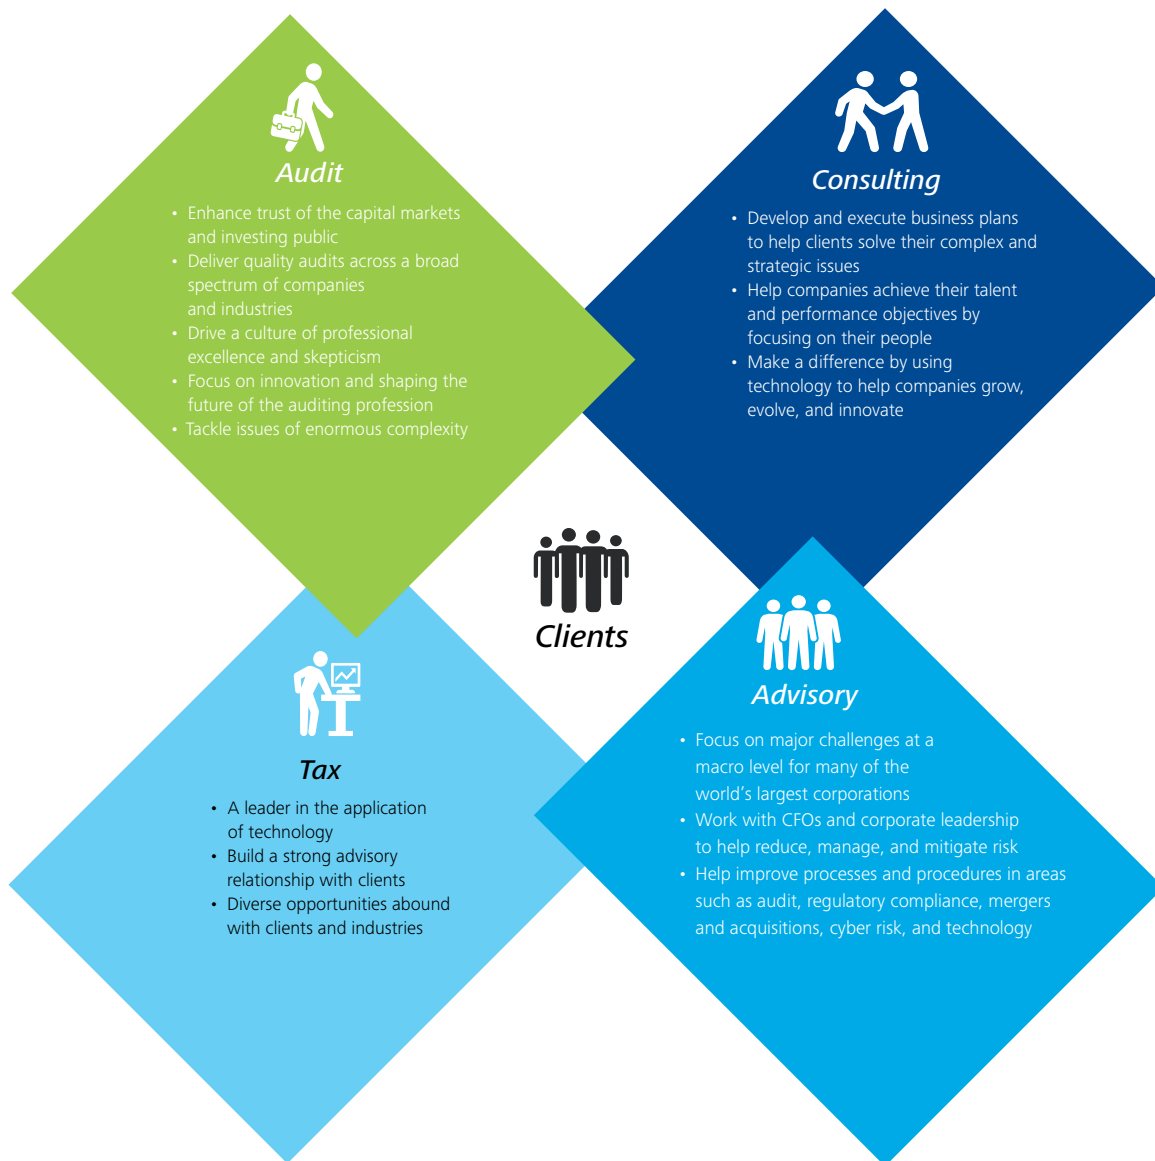 Audit
• Enhance trust of the capital markets
and investing public
• Deliver quality audits across a broad
spectrum of companies
and industries
• Drive a culture of professional
excellence and skepticism
• Focus on innovation and shaping the
future of the auditing profession
• Tackle issues of enormous complexity
Consulting
• Develop and execute business plans
to help clients solve their complex and
strategic issues
• Help companies achieve their talent
and performance objectives by
focusing on their people
• Make a difference by using
technology to help companies grow,
evolve, and innovate
Clients
Tax
• A leader in the application
of technology
• Build a strong advisory
relationship with clients
• Diverse opportunities abound
with clients and industries
Advisory
• Focus on major challenges at a
macro level for many of the
world’s largest corporations
• Work with CFOs and corporate leadership
to help reduce, manage, and mitigate risk
• Help improve processes and procedures in areas
such as audit, regulatory compliance, mergers
and acquisitions, cyber risk, and technology